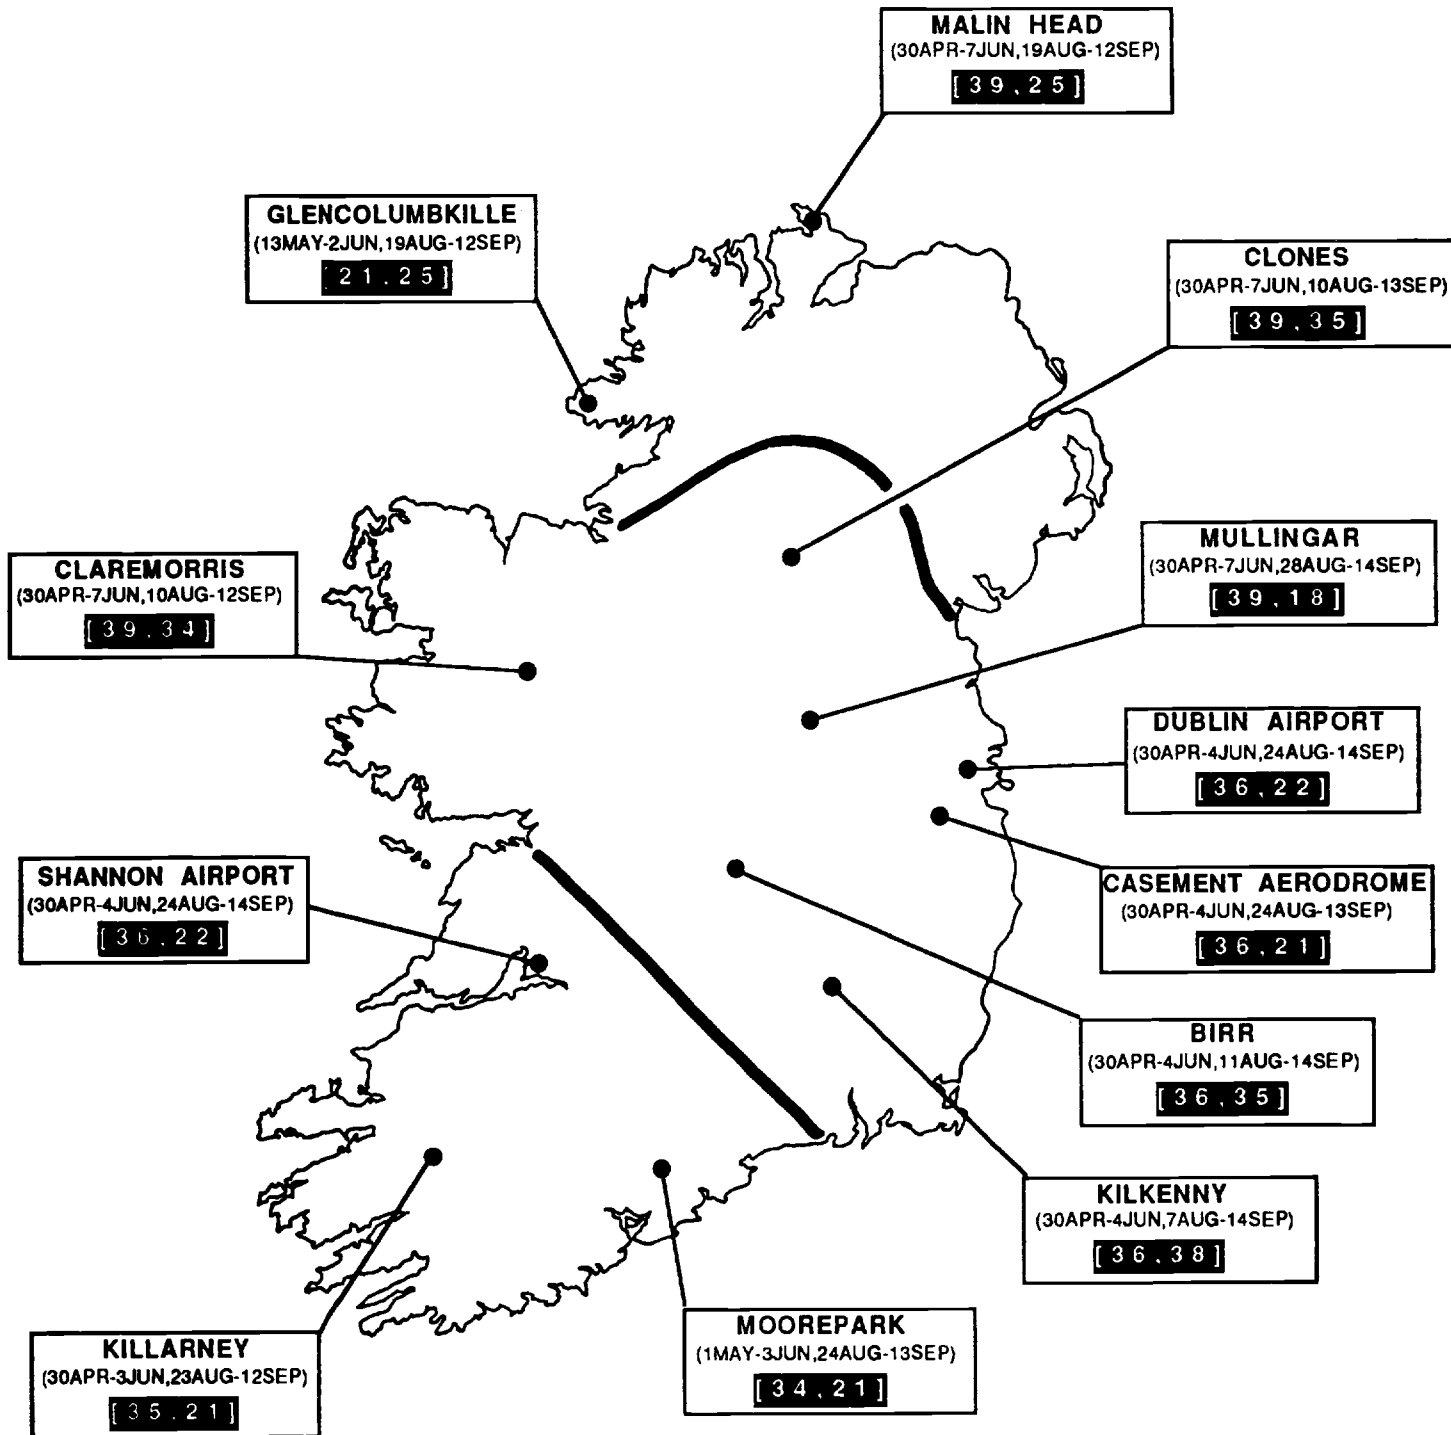 MALIN HEAD
(30APR-7JUN,19AUG-12SEP)
[39,25]
GLENCOLUMBKILLE
(13MAY-2JUN,19AUG-12SEP)
[21.25]
CLONES
(30APR-7JUN,10AUG-13SEP)
[39,35]
MULLINGAR
(30APR-7JUN,28AUG-14SEP)
[39,18]
CLAREMORRIS
(30APR-7JUN,10AUG-12SEP)
[39.34]
DUBLIN AIRPORT
(30APR-4JUN,24AUG-14SEP)
[36,22]
SHANNON AIRPORT
(30APR-4JUN,24AUG-14SEP)
[36.22]
CASEMENT AERODROME
(30APR-4JUN,24AUG-13SEP)
[36,21]
BIRR
(30APR-4JUN,11AUG-14SEP)
[36,35]
KILKENNY
(30APR-4JUN,7AUG-14SEP)
[36.38]
MOOREPARK
(1MAY-3JUN,24AUG-13SEP)
[34,21]
KILLARNEY
(30APR-3JUN,23AUG-12SEP)
[35.21]